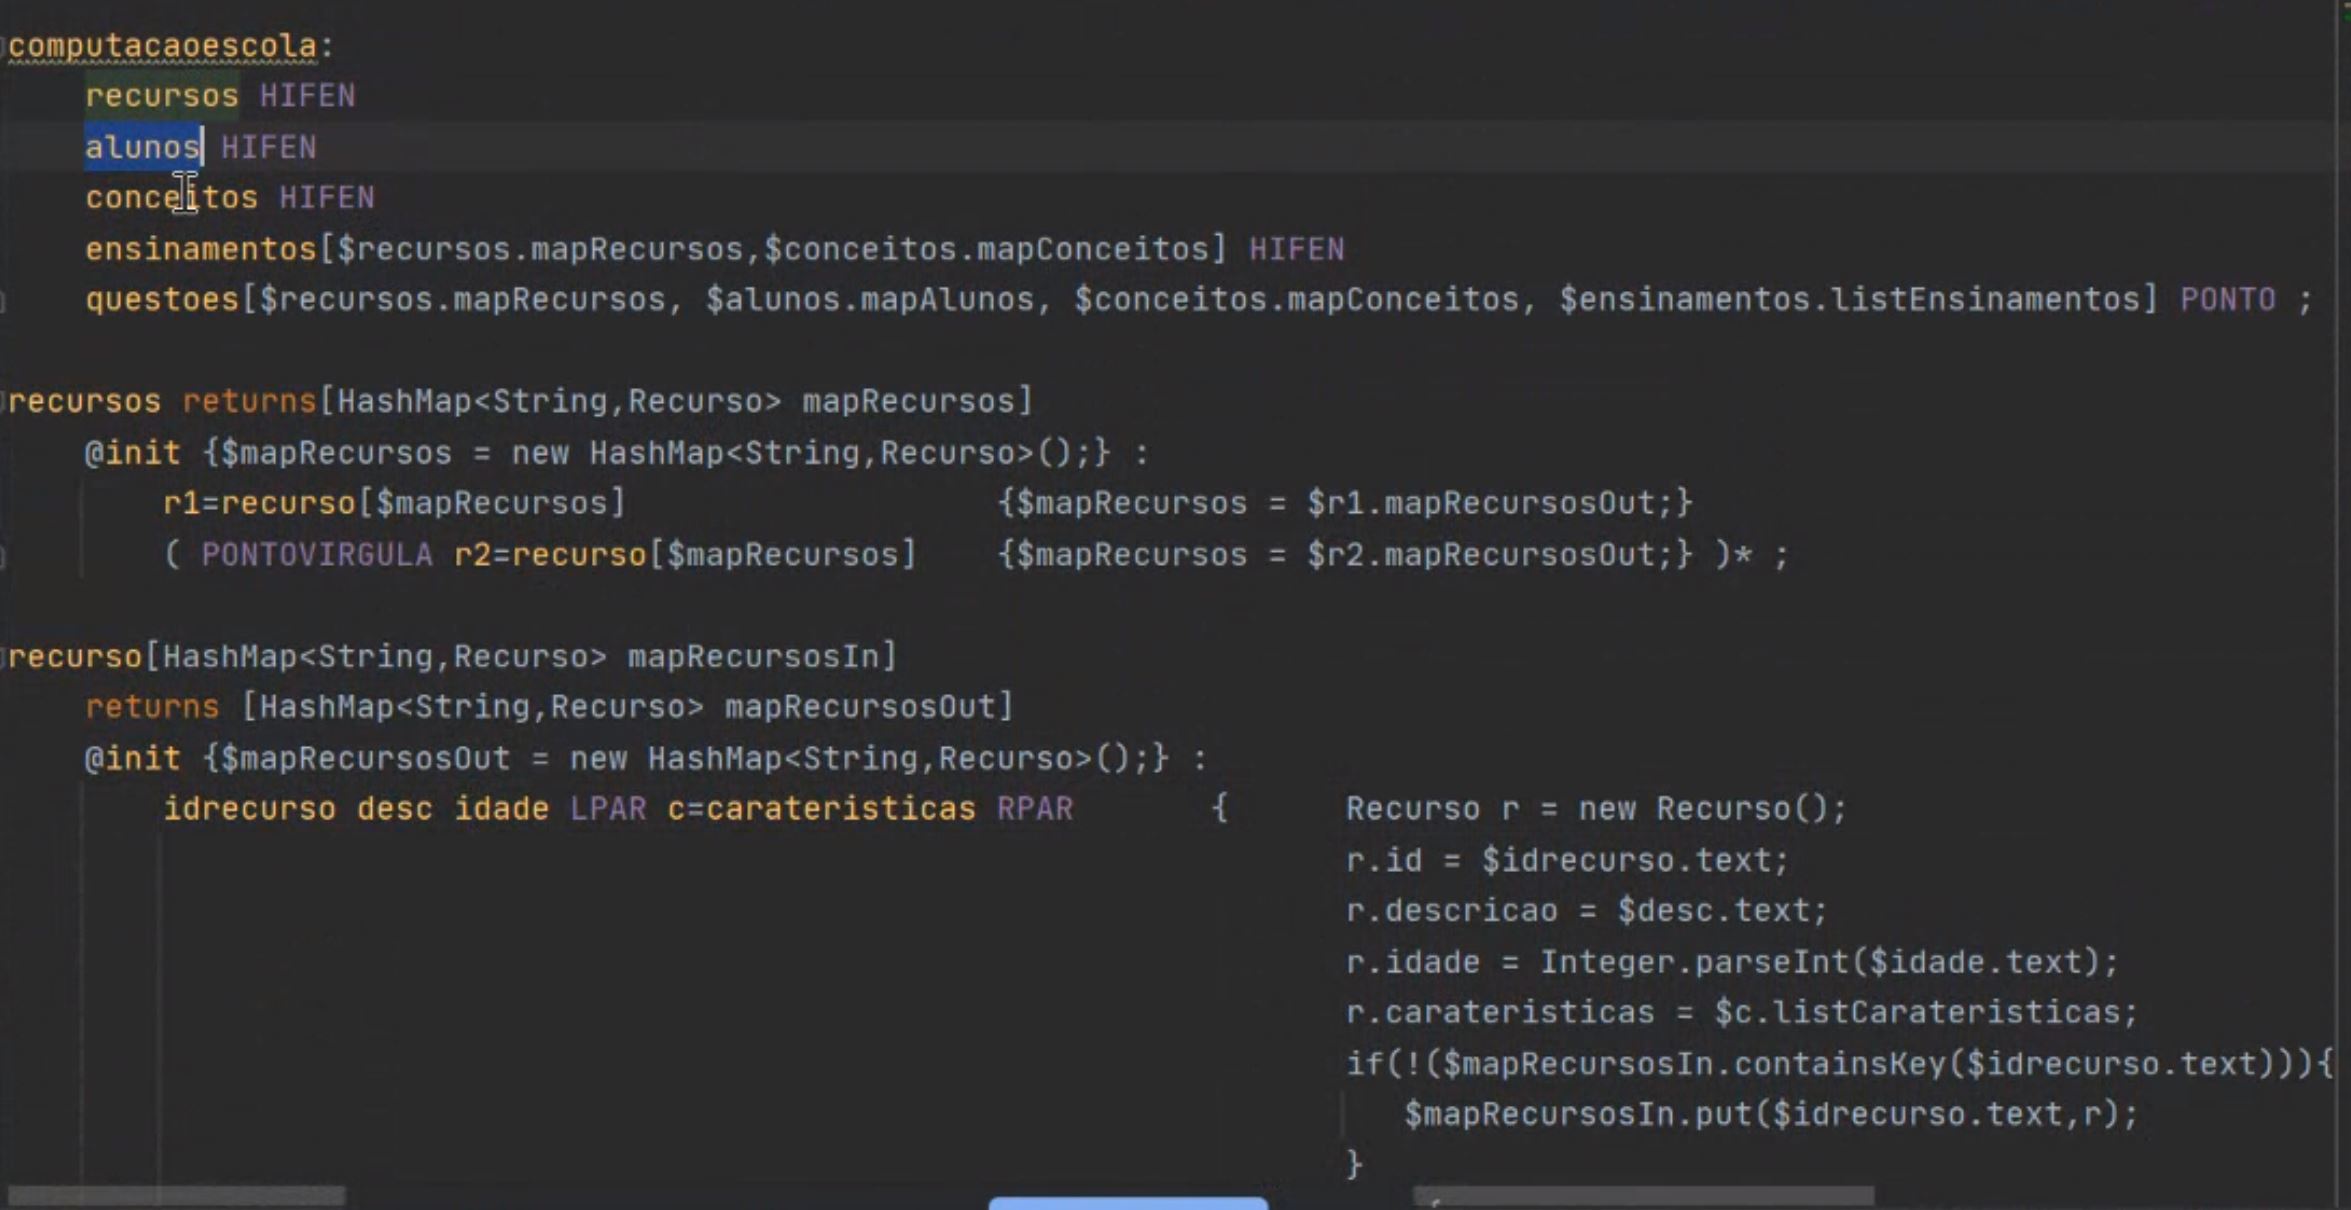 computacaoescola:
recursos HIFEN
alunos HIFEN
conceitos HIFEN
ensinamentos[$recursos.mapRecursos,$conceitos.mapConceitos] HIFEN
questoes[$recursos.mapRecursos, $alunos.mapAlunos, $conceitos.mapConceitos, $ensinamentos.listEnsinamentos] PONTO ;
recursos returns[HashMap<String,Recurso> mapRecursos]
@init {$mapRecursos = new HashMap<String,Recurso>();} :
r1=recurso[$mapRecursos] {$mapRecursos = $r1.mapRecursosOut;}
( PONTOVIRGULA r2=recurso[$mapRecursos] {$mapRecursos = $r2.mapRecursosOut;} )* ;
recurso[HashMap<String,Recurso> mapRecursosIn]
returns [HashMap<String,Recurso> mapRecursosOut]
@init {$mapRecursosOut = new HashMap<String,Recurso>();} :
idrecurso desc idade LPAR c=carateristicas RPAR { Recurso r = new Recurso();
r.id = $idrecurso.text;
r.descricao = $desc.text;
r.idade = Integer.parseInt($idade.text);
r.carateristicas = $c.listCarateristicas;
if(!($mapRecursosIn.containsKey($idrecurso.text))){
$mapRecursosIn.put($idrecurso.text,r);
}